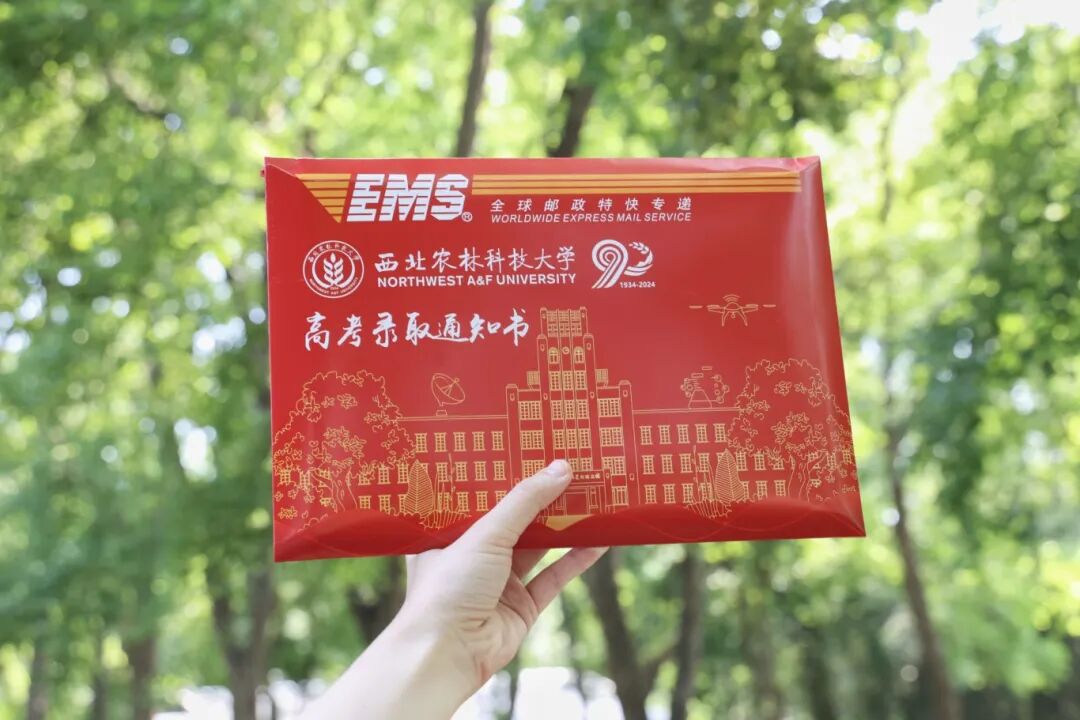 EMS®
全球邮政特快专递
WORLDWIDE EXPRESS MAIL SERVICE
西北农林科技大学
NORTHWEST A&F UNIVERSITY
90
1934-2024
高考录取通知书